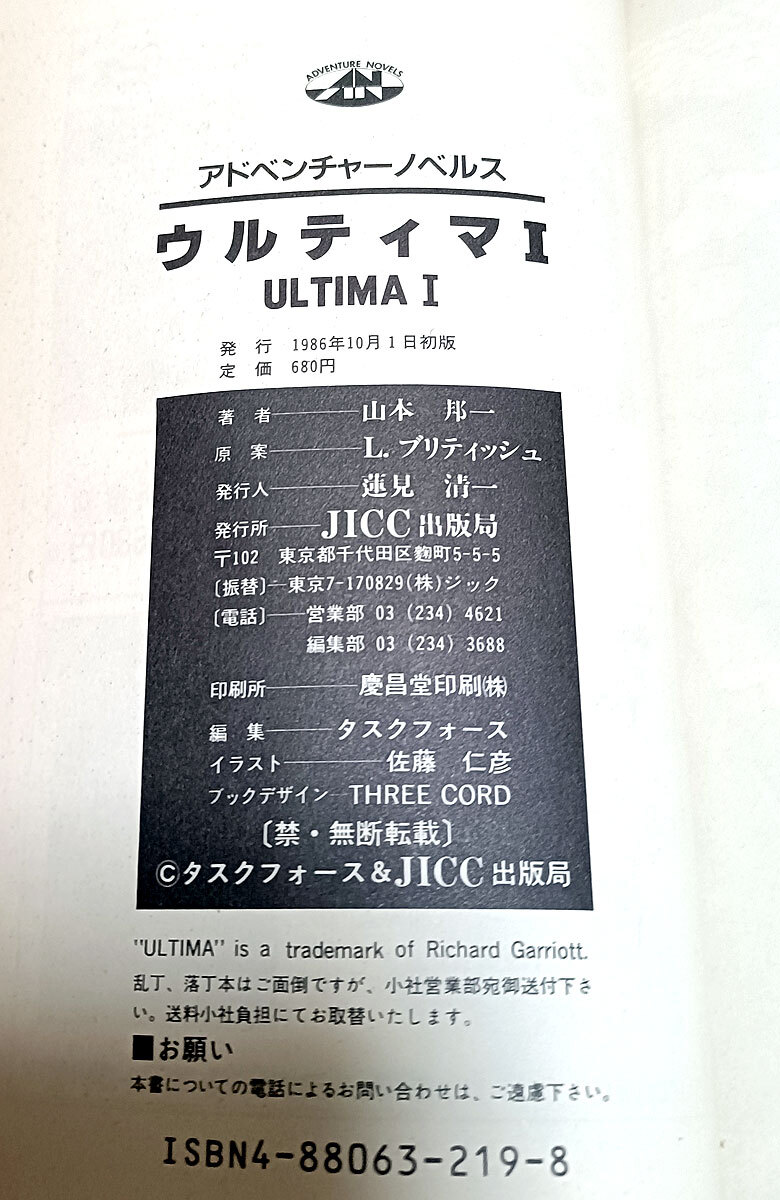 ADVENTURE NOVELS
アドベンチャーノベルス
ウルティマI
ULTIMA I
発 行 1986年10月1日初版
定 価 680円
著 者────山本 邦一
原 案────L. ブリティッシュ
発行人────蓮見 清一
発行所──JICC出版局
〒102 東京都千代田区麴町5-5-5
〔振替〕─東京7-170829(株)ジック
〔電話〕──営業部 03(234)4621
編集部 03(234)3688
印刷所────慶昌堂印刷㈱
編 集───タスクフォース
イラスト────佐藤 仁彦
ブックデザイン─THREE CORD
〔禁・無断転載〕
©タスクフォース&JICC出版局
"ULTIMA" is a trademark of Richard Garriott.
乱丁、落丁本はご面倒ですが、小社営業部宛御送付下さ
い。送料小社負担にてお取替いたします。
■お願い
本書についての電話によるお問い合わせは、ご遠慮下さい。
ISBN4-88063-219-8